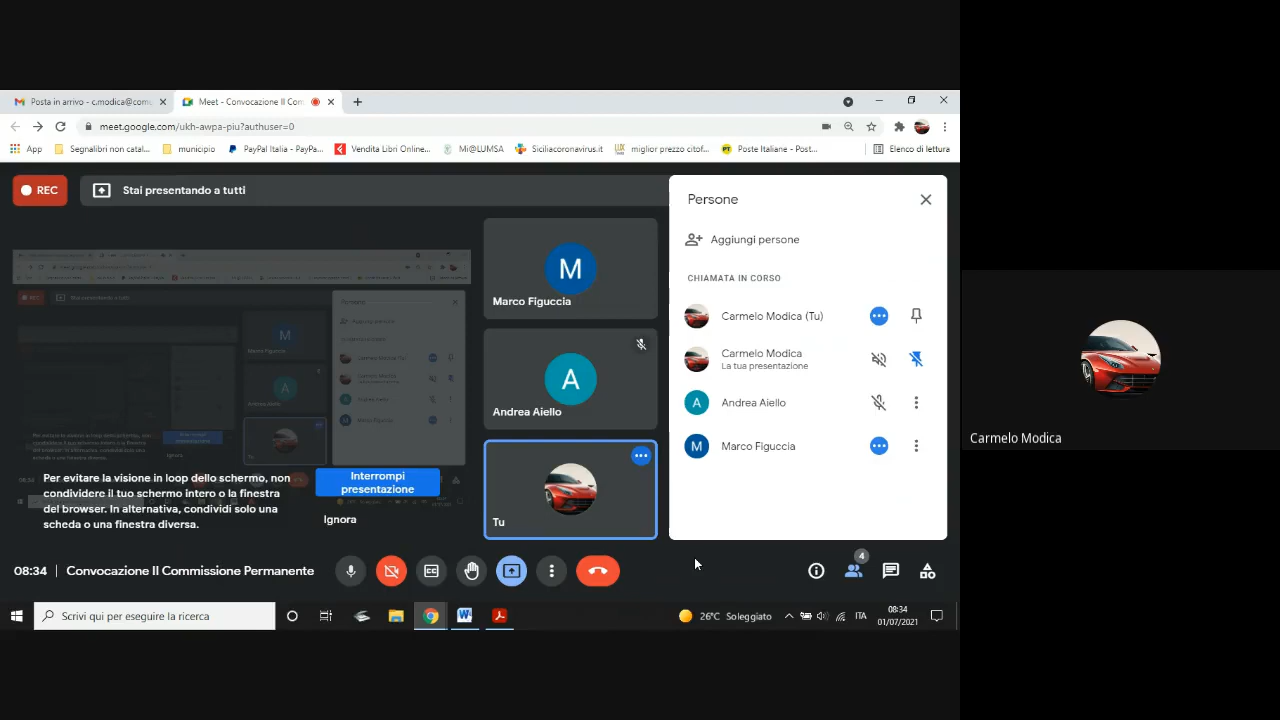 Posta in arrivo - c.modica@comu
Meet - Convocazione II Com
meet.google.com/ukh-awpa-piu?authuser=0
App
Segnalibri non catal...
municipio
PayPal Italia - PayPa...
Vendita Libri Online...
Mi@LUMSA
Siciliacoronavirus.it
miglior prezzo citof...
Poste Italiane - Post...
Elenco di lettura
REC
Stai presentando a tutti
M
Marco Figuccia
A
Andrea Aiello
Tu
Per evitare la visione in loop dello schermo, non
condividere il tuo schermo intero o la finestra
del browser. In alternativa, condividi solo una
scheda o una finestra diversa.
Interrompi
presentazione
Ignora
Persone
Aggiungi persone
CHIAMATA IN CORSO
Carmelo Modica (Tu)
Carmelo Modica
La tua presentazione
A
Andrea Aiello
M
Marco Figuccia
08:34 | Convocazione II Commissione Permanente
4
Scrivi qui per eseguire la ricerca
26°C Soleggiato
ITA
08:34
01/07/2021
Carmelo Modica